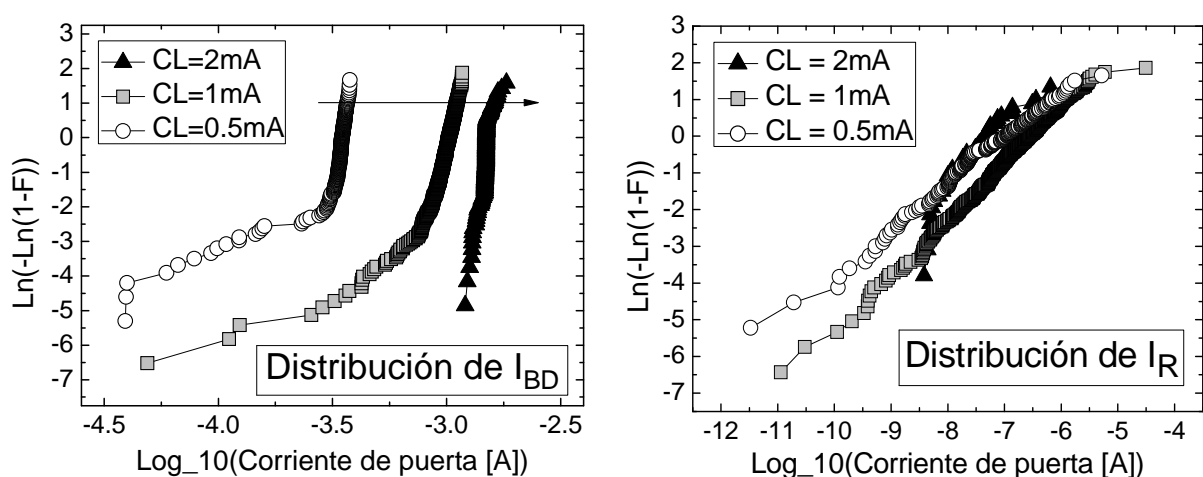 3
2
1
0
-1
-2
-3
-4
-5
-6
-7
Ln(-Ln(1-F))
CL=2mA
CL=1mA
CL=0.5mA
Distribución de I_BD
-4.5 -4.0 -3.5 -3.0 -2.5
Log_10(Corriente de puerta [A])
3
2
1
0
-1
-2
-3
-4
-5
-6
-7
Ln(-Ln(1-F))
CL = 2mA
CL = 1mA
CL = 0.5mA
Distribución de I_R
-12 -11 -10 -9 -8 -7 -6 -5 -4
Log_10(Corriente de puerta [A])